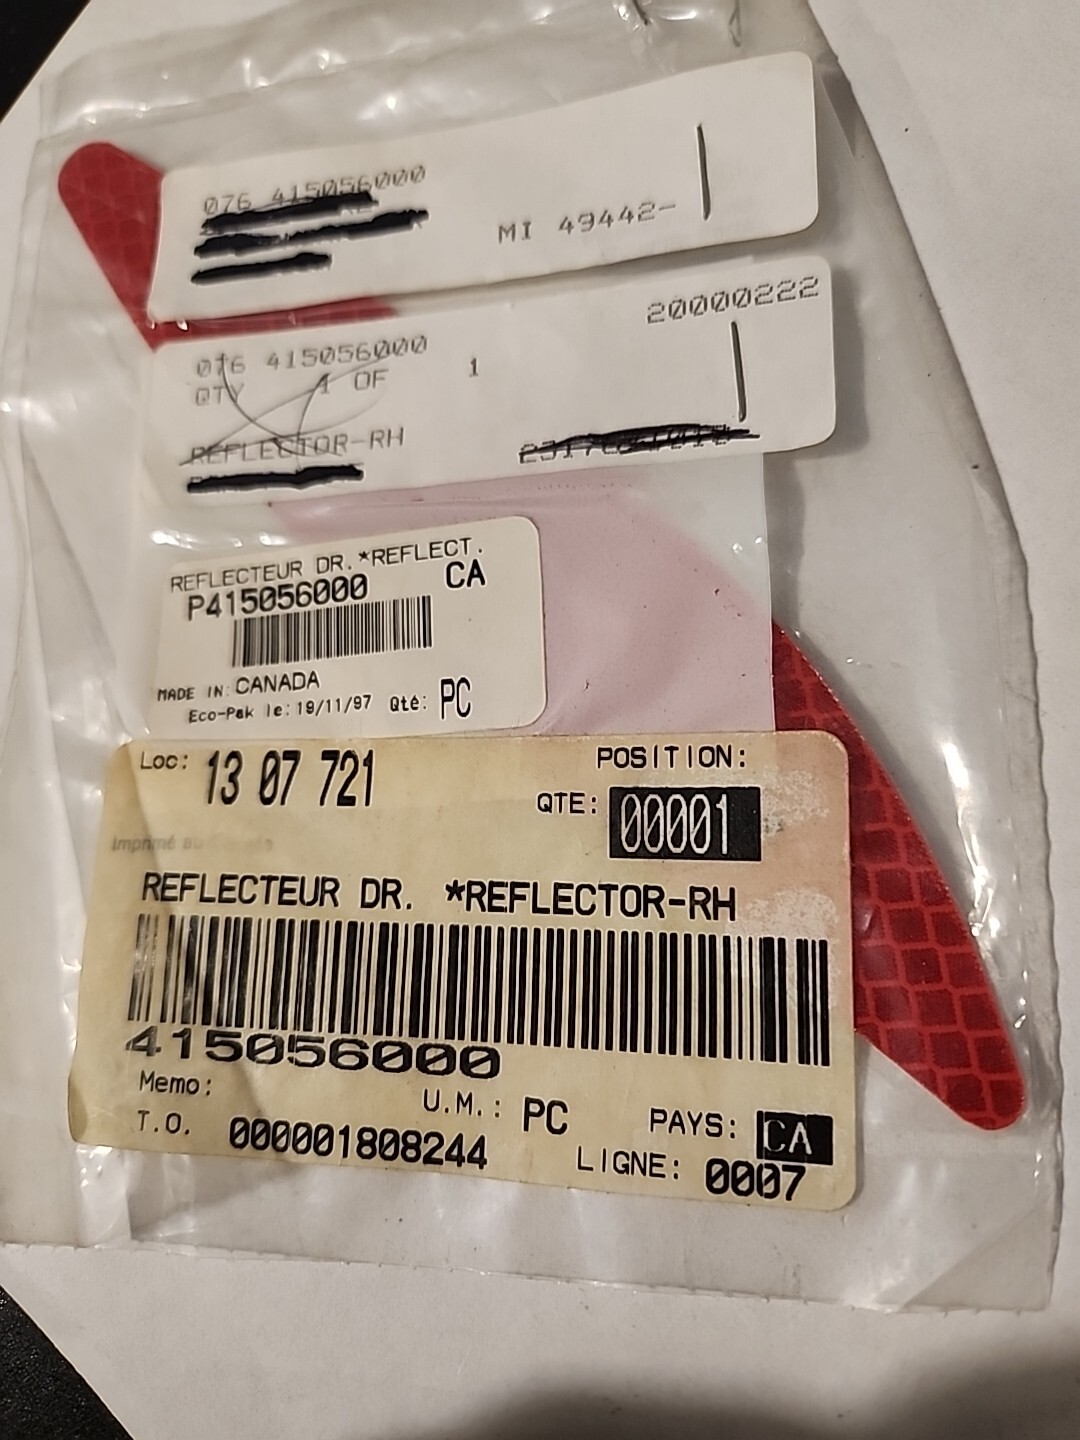 076 415056000
MI 49442-
20000222
076 415056000
QTY 1 OF 1
REFLECTOR-RH
REFLECTEUR DR.*REFLECT.
P415056000 CA
MADE IN: CANADA
Eco-Pak le: 19/11/97 Qté: PC
Loc: 13 07 721
POSITION:
QTE: 00001
Imprimé
REFLECTEUR DR. *REFLECTOR-RH
415056000
Memo:
U.M.: PC
PAYS: CA
T.O. 000001808244
LIGNE: 0007